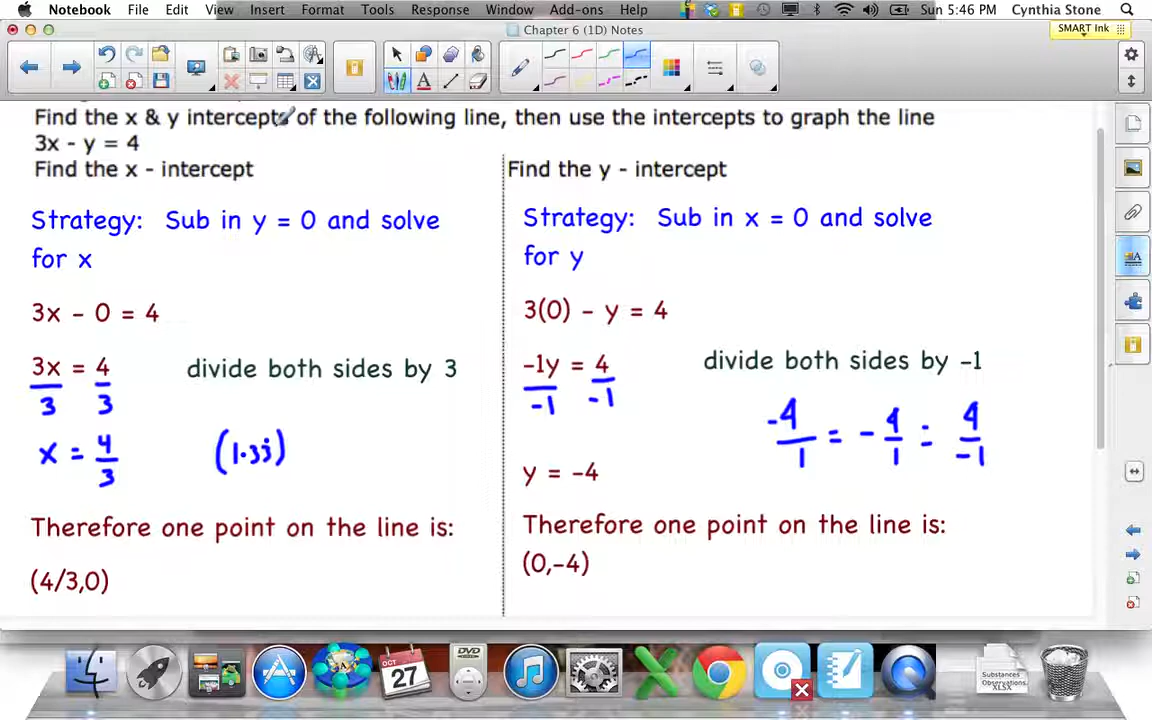 Notebook File Edit View Insert Format Tools Response Window Add-ons Help Sun 5:46 PM Cynthia Stone
Chapter 6 (1D) Notes
SMART Ink
Find the x & y intercepts of the following line, then use the intercepts to graph the line
3x - y = 4
Find the x - intercept
Strategy: Sub in y = 0 and solve
for x
3x - 0 = 4
3x = 4 divide both sides by 3
3 3
x = 4/3 (1.33)
Therefore one point on the line is:
(4/3,0)
Find the y - intercept
Strategy: Sub in x = 0 and solve
for y
3(0) - y = 4
-1y = 4 divide both sides by -1
-1 -1
-4/1 = -4/1 = 4/-1
y = -4
Therefore one point on the line is:
(0,-4)
OCT
27
DVD
Substances
Observations.
XLSX